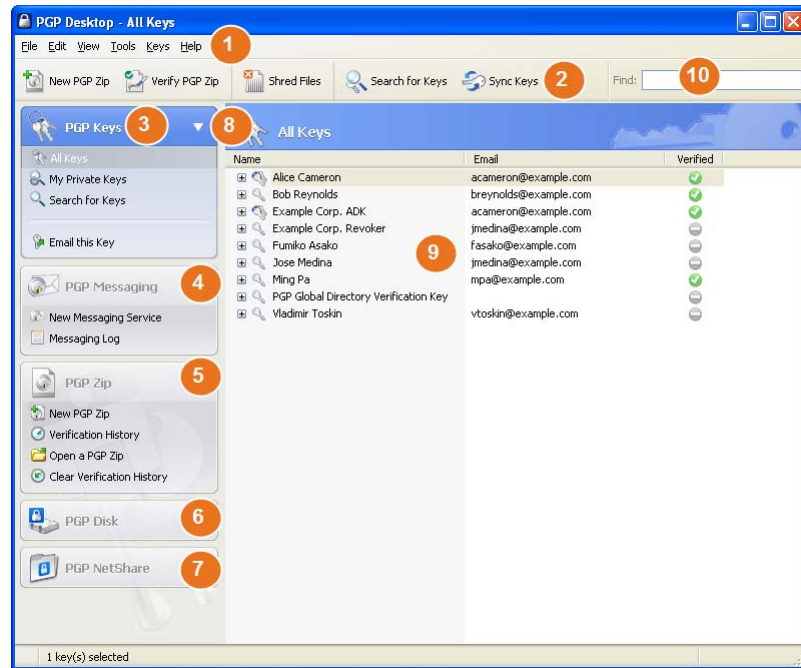 PGP Desktop - All Keys
File Edit View Tools Keys Help 1
New PGP Zip Verify PGP Zip Shred Files Search for Keys Sync Keys 2 Find: 10
PGP Keys 3 8 All Keys
All Keys Name Email Verified
My Private Keys Alice Cameron acameron@example.com
Search for Keys Bob Reynolds breynolds@example.com
Example Corp. ADK acameron@example.com
Example Corp. Revoker jmedina@example.com
Email this Key Fumiko Asako fasako@example.com
9
Jose Medina jmedina@example.com
PGP Messaging 4 Ming Pa mpa@example.com
PGP Global Directory Verification Key
New Messaging Service Vladimir Toskin vtoskin@example.com
Messaging Log
PGP Zip 5
New PGP Zip
Verification History
Open a PGP Zip
Clear Verification History
PGP Disk 6
PGP NetShare 7
1 key(s) selected